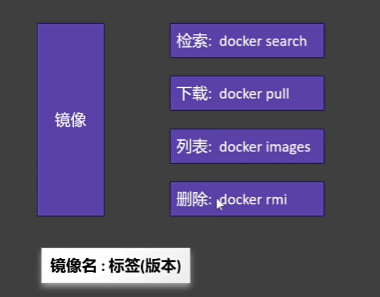 镜像
检索: docker search
下载: docker pull
列表: docker images
删除: docker rmi
镜像名 : 标签(版本)